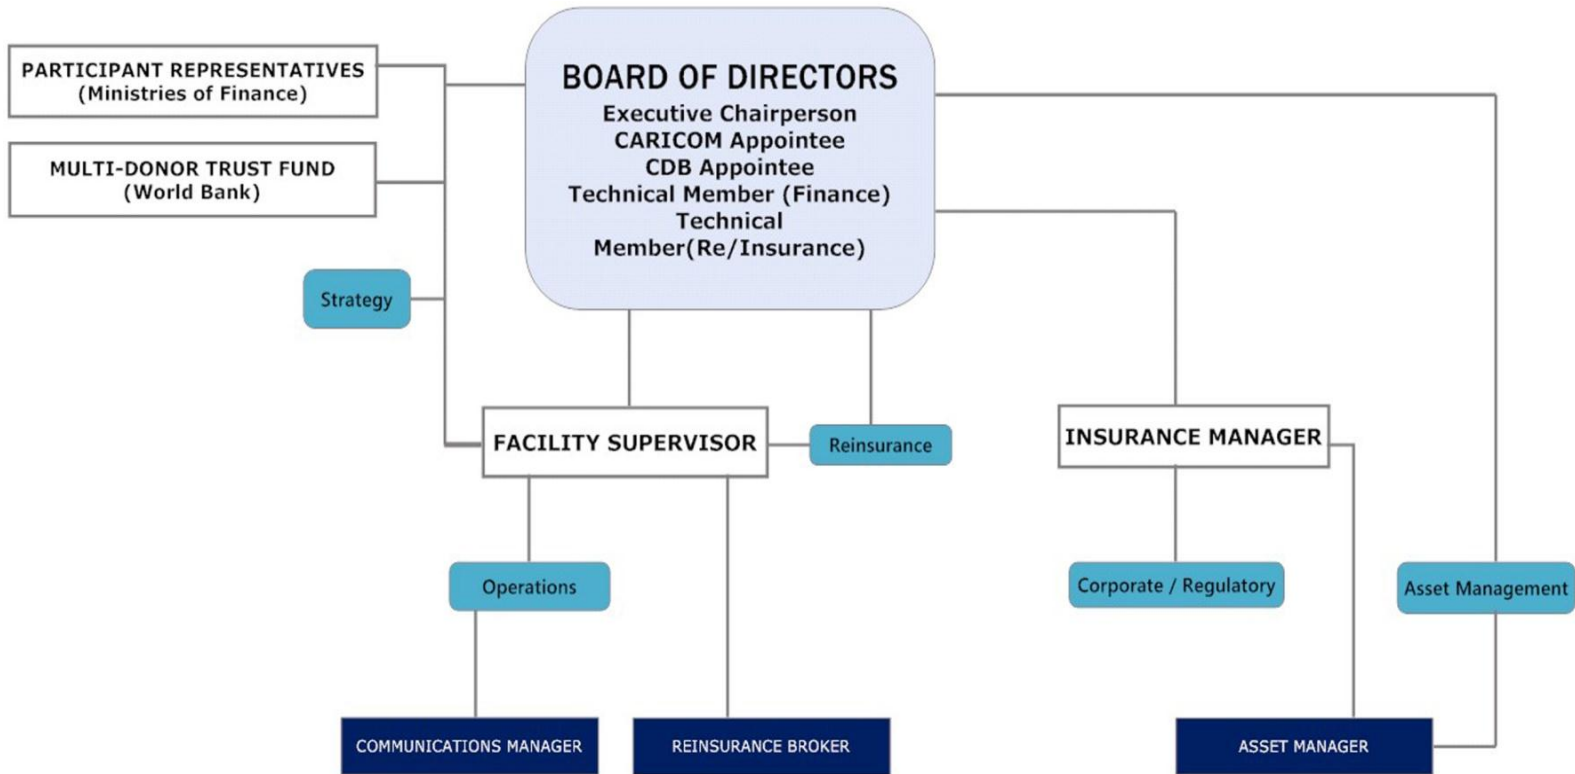 PARTICIPANT REPRESENTATIVES
(Ministries of Finance)
MULTI-DONOR TRUST FUND
(World Bank)
BOARD OF DIRECTORS
Executive Chairperson
CARICOM Appointee
CDB Appointee
Technical Member (Finance)
Technical
Member(Re/Insurance)
Strategy
FACILITY SUPERVISOR
Reinsurance
INSURANCE MANAGER
Operations
Corporate / Regulatory
Asset Management
COMMUNICATIONS MANAGER
REINSURANCE BROKER
ASSET MANAGER